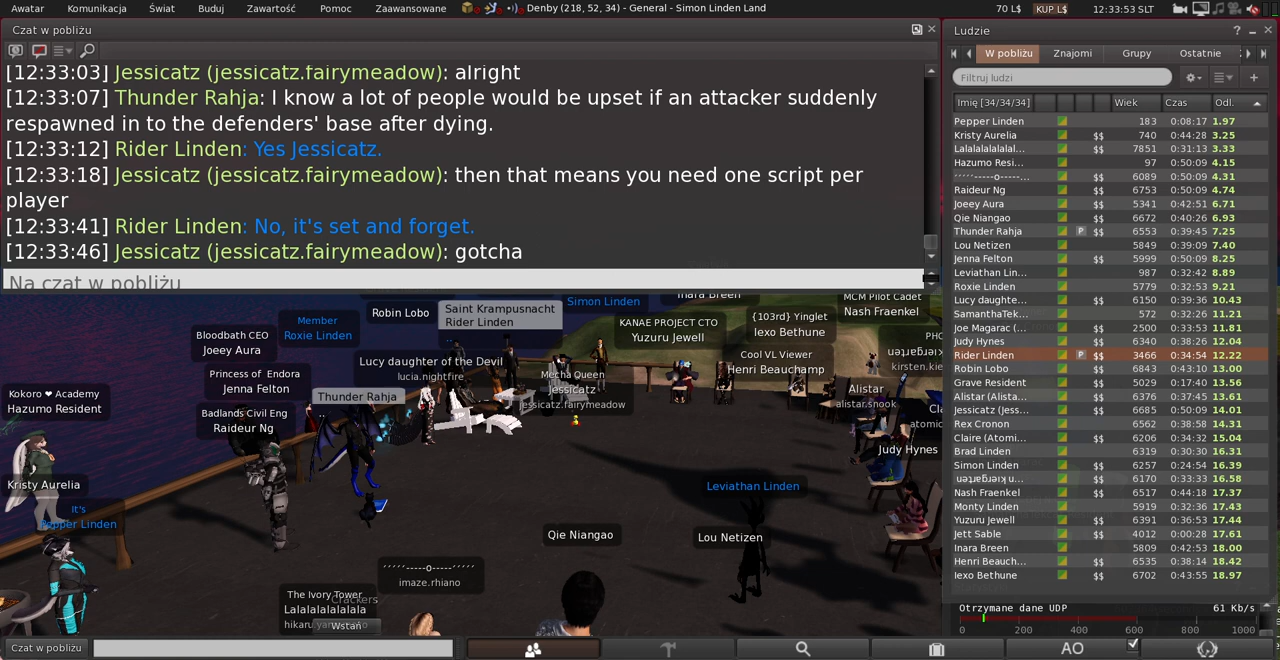 Awatar Komunikacja Świat Buduj Zawartość Pomoc Zaawansowane Denby (218, 52, 34) - General - Simon Linden Land 70 L$ KUP L$ 12:33:53 SLT
Czat w pobliżu
[12:33:03] Jessicatz (jessicatz.fairymeadow): alright
[12:33:07] Thunder Rahja: I know a lot of people would be upset if an attacker suddenly
respawned in to the defenders' base after dying.
[12:33:12] Rider Linden: Yes Jessicatz.
[12:33:18] Jessicatz (jessicatz.fairymeadow): then that means you need one script per
player
[12:33:41] Rider Linden: No, it's set and forget.
[12:33:46] Jessicatz (jessicatz.fairymeadow): gotcha
Na czat w pobliżu
Inara Breen
MCM Pilot Cadet
Nash Fraenkel
Simon Linden
Saint Krampusnacht
Rider Linden
Robin Lobo
Member
Roxie Linden
{103rd} Yinglet
Iexo Bethune
KANAE PROJECT CTO
Yuzuru Jewell
Bloodbath CEO
Joeey Aura
Cool VL Viewer
Henri Beauchamp
kirsten.kie
Lucy daughter of the Devil
lucia.nightfire
Princess of Endora
Jenna Felton
Mecha Queen
Jessicatz
jessicatz.fairymeadow
Alistar
alistar.snook
Thunder Rahja
Kokoro ❤ Academy
Hazumo Resident
Badlands Civil Eng
Raideur Ng
Cla
atomic
Judy Hynes
Kristy Aurelia
Leviathan Linden
It's
Pepper Linden
Qie Niangao
Lou Netizen
´´´´´-----o-----´´´´´
imaze.rhiano
The Ivory Tower
Crackers
Lalalalalalalala
Wstań
Ludzie
W pobliżu Znajomi Grupy Ostatnie
Filtruj ludzi
Imię [34/34/34] Wiek Czas Odl.
Pepper Linden 183 0:08:17 1.97
Kristy Aurelia $$ 740 0:44:28 3.25
Lalalalalalal... $$ 7851 0:31:13 3.33
Hazumo Resi... 97 0:50:09 4.15
´´´´´-----o-----... $$ 6089 0:50:09 4.31
Raideur Ng $$ 6753 0:50:09 4.74
Joeey Aura $$ 5341 0:42:51 6.71
Qie Niangao $$ 6672 0:40:26 6.93
Thunder Rahja P $$ 6553 0:39:45 7.25
Lou Netizen 5849 0:39:09 7.40
Jenna Felton $$ 5999 0:50:09 8.25
Leviathan Lin... 987 0:32:42 8.89
Roxie Linden 5779 0:32:53 9.21
Lucy daughte... $$ 6150 0:39:36 10.43
SamanthaTek... 572 0:32:26 11.21
Joe Magarac (... $$ 2500 0:33:53 11.81
Judy Hynes $$ 6340 0:38:26 12.04
Rider Linden P $$ 3466 0:34:54 12.22
Robin Lobo $$ 6843 0:43:10 13.00
Grave Resident $$ 5029 0:17:40 13.56
Alistar (Alista... $$ 6376 0:37:45 13.61
Jessicatz (Jess... $$ 6685 0:50:09 14.01
Rex Cronon 6562 0:38:58 14.31
Claire (Atomi... $$ 6206 0:34:32 15.04
Brad Linden 6319 0:30:30 16.31
Simon Linden $$ 6257 0:24:54 16.39
$$ 6170 0:33:33 16.58
Nash Fraenkel $$ 6517 0:44:18 17.37
Monty Linden 5919 0:32:36 17.43
Yuzuru Jewell $$ 6391 0:36:53 17.44
Jett Sable $$ 4012 0:00:28 17.61
Inara Breen 5809 0:42:53 18.00
Henri Beauch... $$ 6535 0:38:14 18.42
Iexo Bethune $$ 6702 0:43:55 18.97
Otrzymane dane UDP 61 Kb/s
0 200 400 600 800 1000
Czat w pobliżu
AO